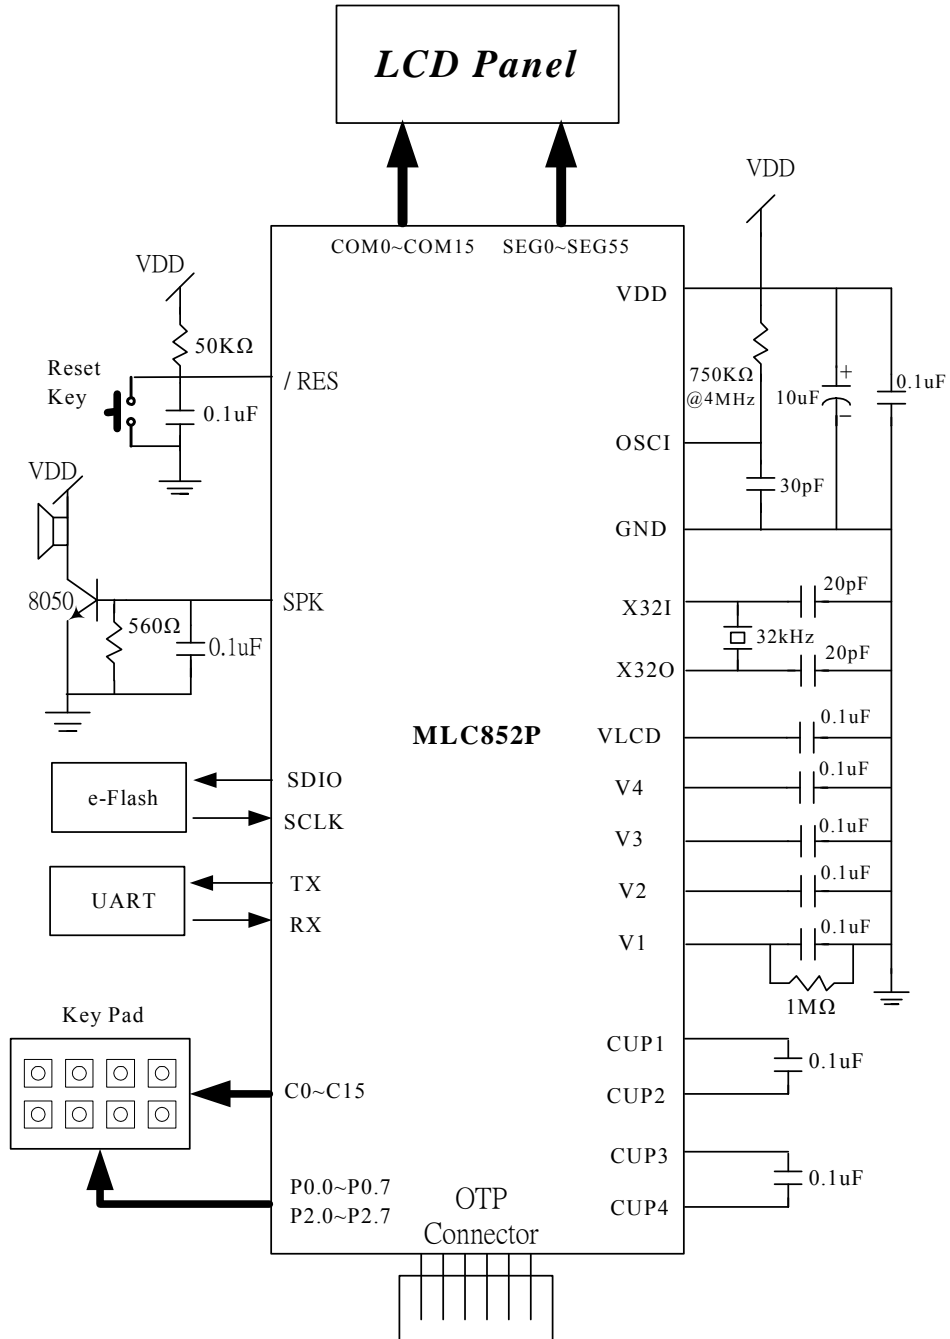 LCD Panel
VDD
COM0~COM15
SEG0~SEG55
VDD
VDD
50KΩ
Reset
Key
/ RES
0.1uF
750KΩ
@4MHz
10uF
+
−
0.1uF
OSCI
30pF
GND
VDD
8050
SPK
560Ω
0.1uF
X32I
20pF
32kHz
X32O
20pF
MLC852P
VLCD
0.1uF
V4
0.1uF
V3
0.1uF
V2
0.1uF
V1
0.1uF
1MΩ
e-Flash
SDIO
SCLK
UART
TX
RX
Key Pad
C0~C15
P0.0~P0.7
P2.0~P2.7
CUP1
0.1uF
CUP2
CUP3
0.1uF
CUP4
OTP
Connector